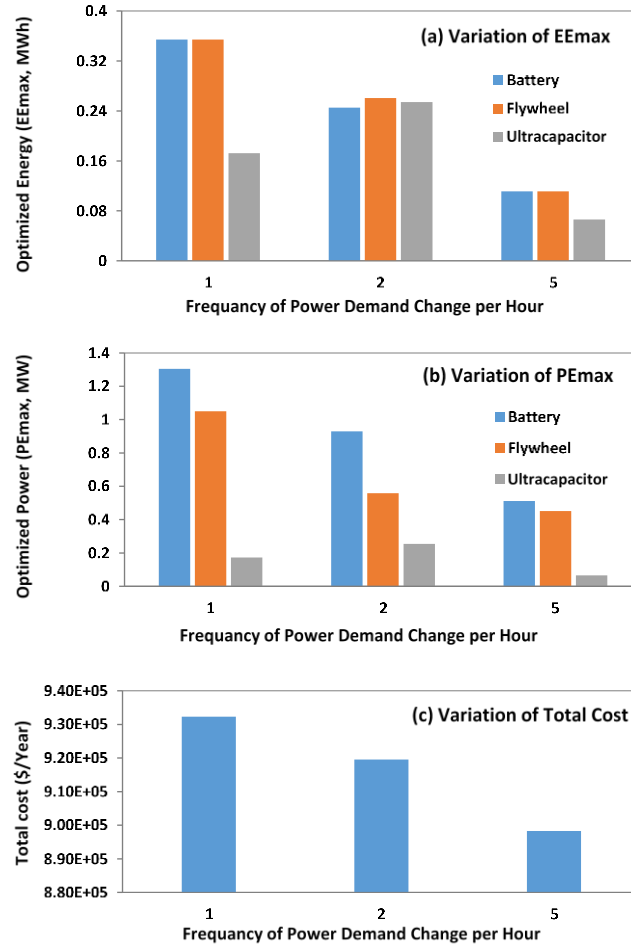 (a) Variation of EEmax
Optimized Energy (EEmax, MWh)
0.4
0.32
0.24
0.16
0.08
0
Battery
Flywheel
Ultracapacitor
1
2
5
Frequancy of Power Demand Change per Hour
(b) Variation of PEmax
Optimized Power (PEmax, MW)
1.4
1.2
1
0.8
0.6
0.4
0.2
0
Battery
Flywheel
Ultracapacitor
1
2
5
Frequancy of Power Demand Change per Hour
(c) Variation of Total Cost
Total cost ($/Year)
9.40E+05
9.30E+05
9.20E+05
9.10E+05
9.00E+05
8.90E+05
8.80E+05
1
2
5
Frequancy of Power Demand Change per Hour